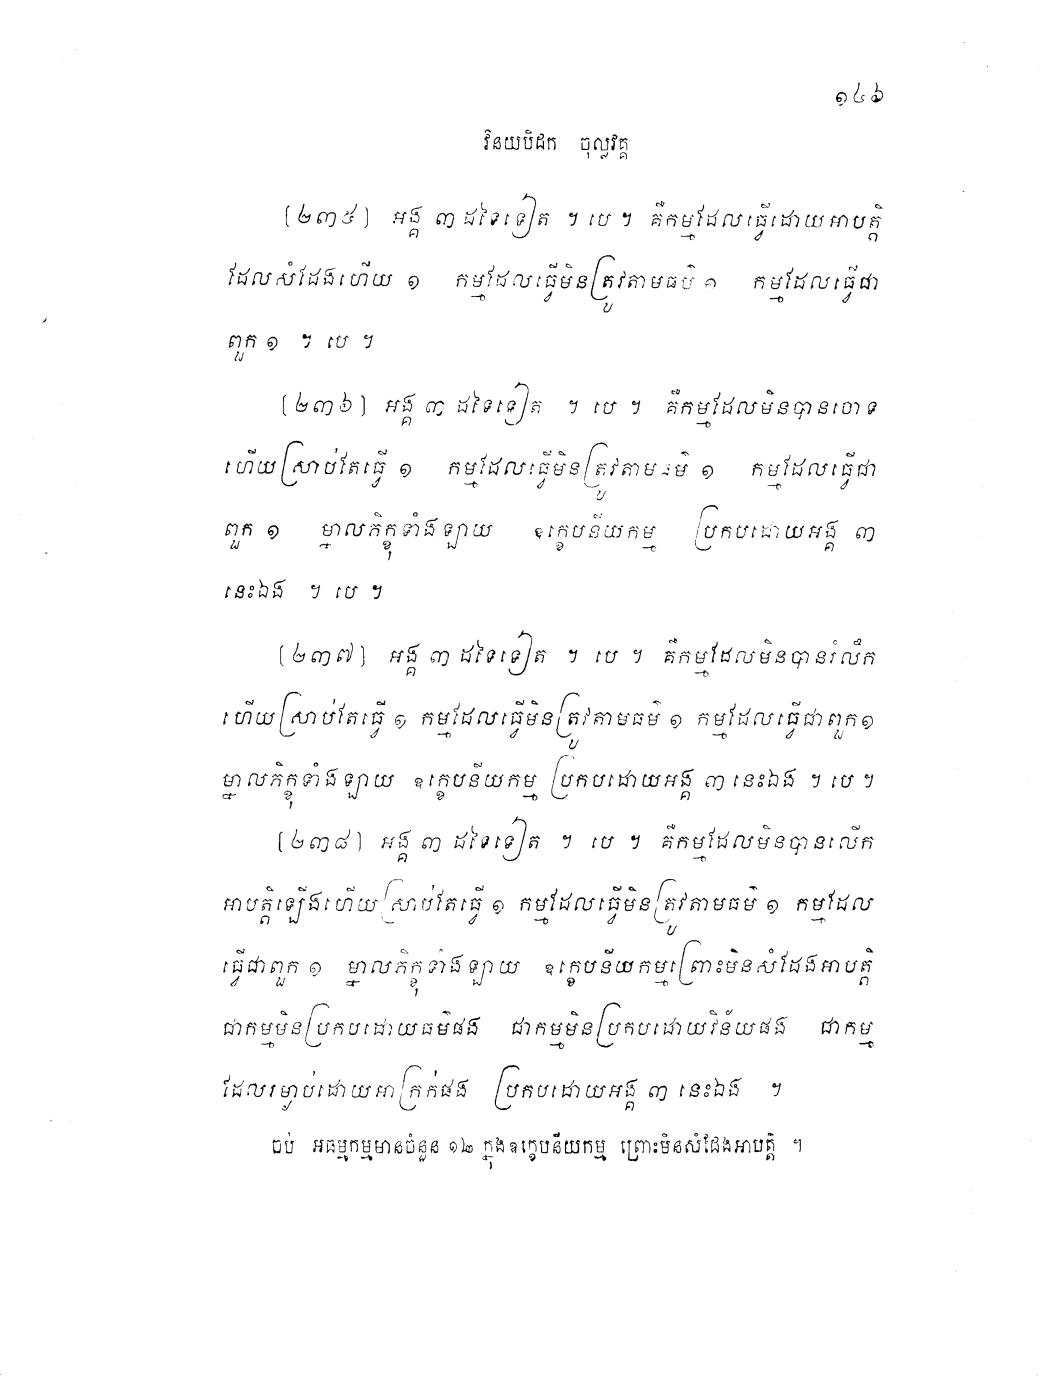 ១៤៦
វិនយបិដក ចុល្លវគ្គ
[២៣៥] អង្គ ៣ ដទៃទៀត ។ បេ ។ គឺកម្មដែលធ្វើដោយអាបត្តិ
ដែលសំដែងហើយ ១ កម្មដែលធ្វើមិនត្រូវតាមធម៌ ១ កម្មដែលធ្វើជា
ពួក ១ ។ បេ ។
[២៣៦] អង្គ ៣ ដទៃទៀត ។ បេ ។ គឺកម្មដែលមិនបានចោទ
ហើយស្រាប់តែធ្វើ ១ កម្មដែលធ្វើមិនត្រូវតាមធម៌ ១ កម្មដែលធ្វើជា
ពួក ១ ម្នាលភិក្ខុទាំងឡាយ ឧក្ខេបនីយកម្ម ប្រកបដោយអង្គ ៣
នេះឯង ។ បេ ។
[២៣៧] អង្គ ៣ ដទៃទៀត ។ បេ ។ គឺកម្មដែលមិនបានរំលឹក
ហើយស្រាប់តែធ្វើ ១ កម្មដែលធ្វើមិនត្រូវតាមធម៌ ១ កម្មដែលធ្វើជាពួក ១
ម្នាលភិក្ខុទាំងឡាយ ឧក្ខេបនីយកម្ម ប្រកបដោយអង្គ ៣ នេះឯង ។ បេ ។
[២៣៨] អង្គ ៣ ដទៃទៀត ។ បេ ។ គឺកម្មដែលមិនបានលើក
អាបត្តិឡើងហើយស្រាប់តែធ្វើ ១ កម្មដែលធ្វើមិនត្រូវតាមធម៌ ១ កម្មដែល
ធ្វើជាពួក ១ ម្នាលភិក្ខុទាំងឡាយ ឧក្ខេបនីយកម្មព្រោះមិនសំដែងអាបត្តិ
ជាកម្មមិនប្រកបដោយធម៌ផង ជាកម្មមិនប្រកបដោយវិន័យផង ជាកម្ម
ដែលរម្ងាប់ដោយអាក្រក់ផង ប្រកបដោយអង្គ ៣ នេះឯង ។
ចប់ អធម្មកម្មមានចំនួន ១២ ក្នុងឧក្ខេបនីយកម្ម ព្រោះមិនសំដែងអាបត្តិ ។